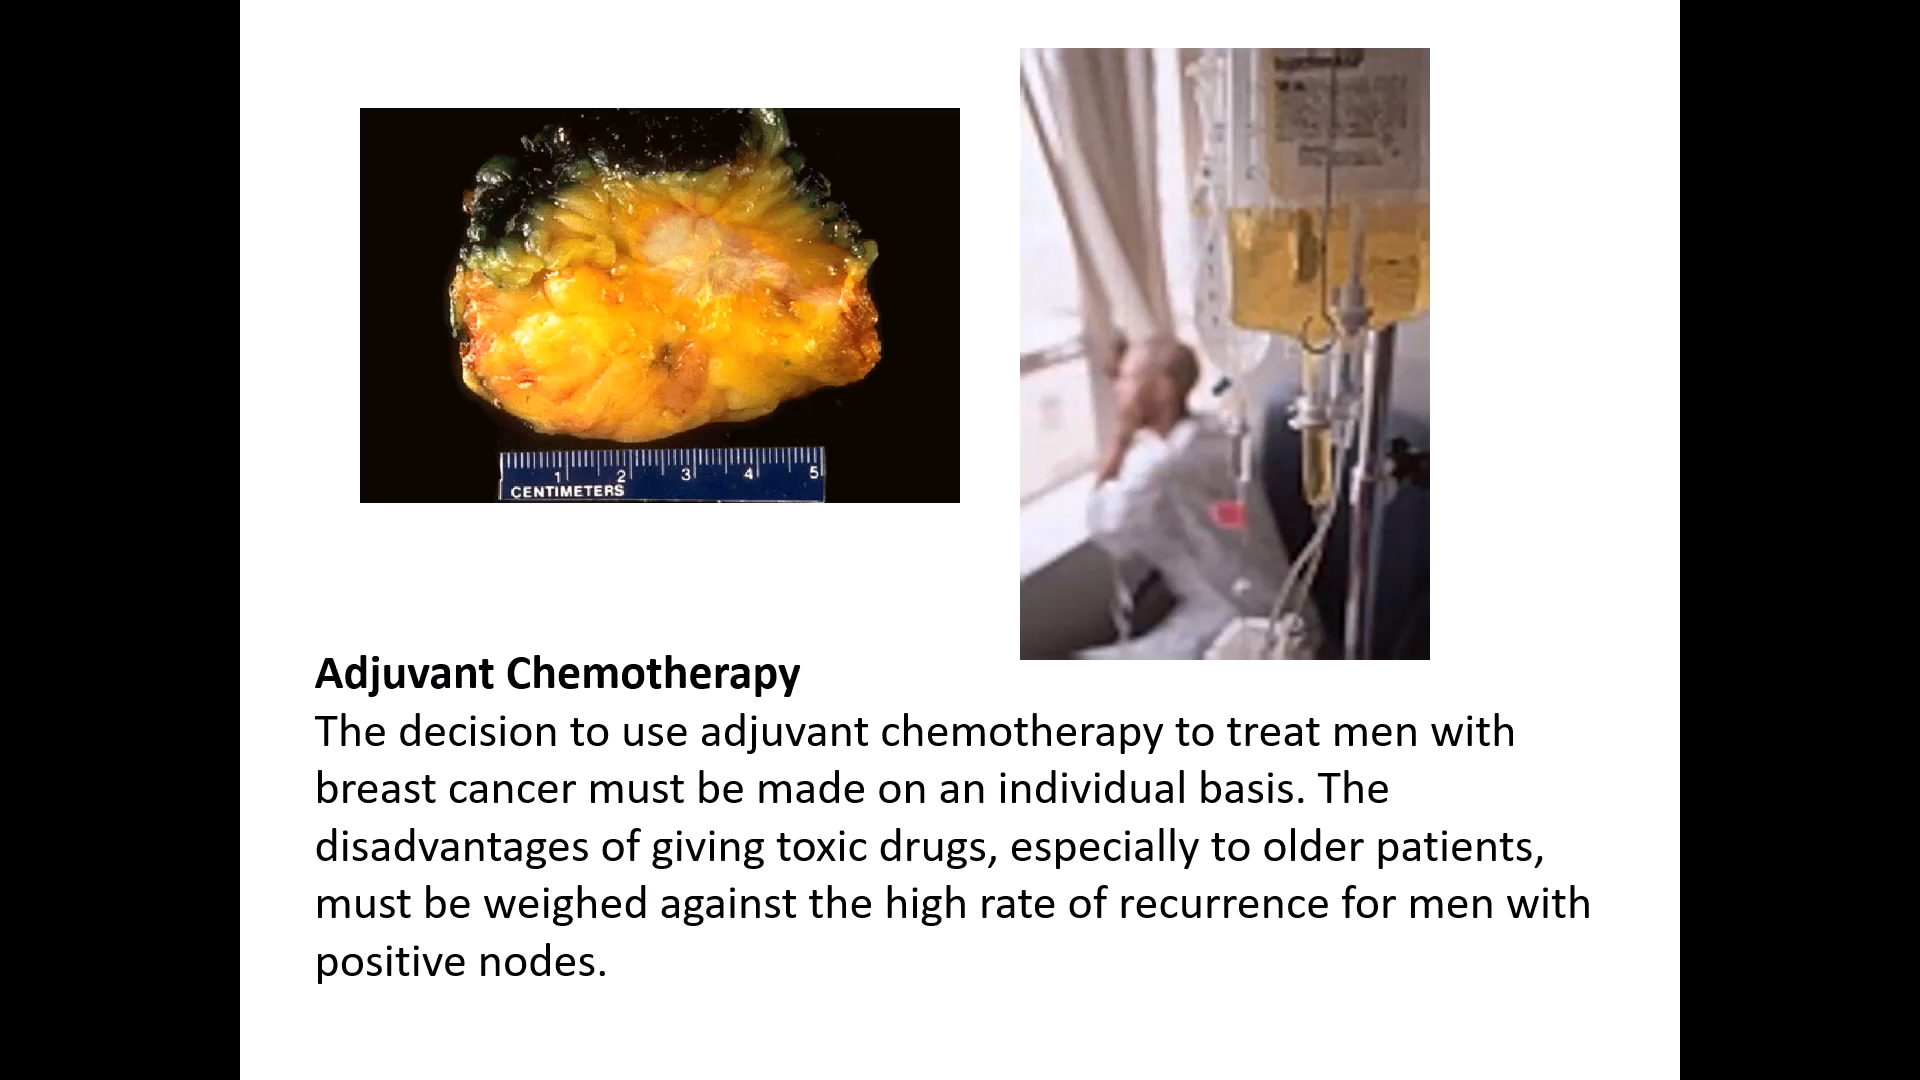 1 2 3 4 5
CENTIMETERS
Adjuvant Chemotherapy
The decision to use adjuvant chemotherapy to treat men with
breast cancer must be made on an individual basis. The
disadvantages of giving toxic drugs, especially to older patients,
must be weighed against the high rate of recurrence for men with
positive nodes.